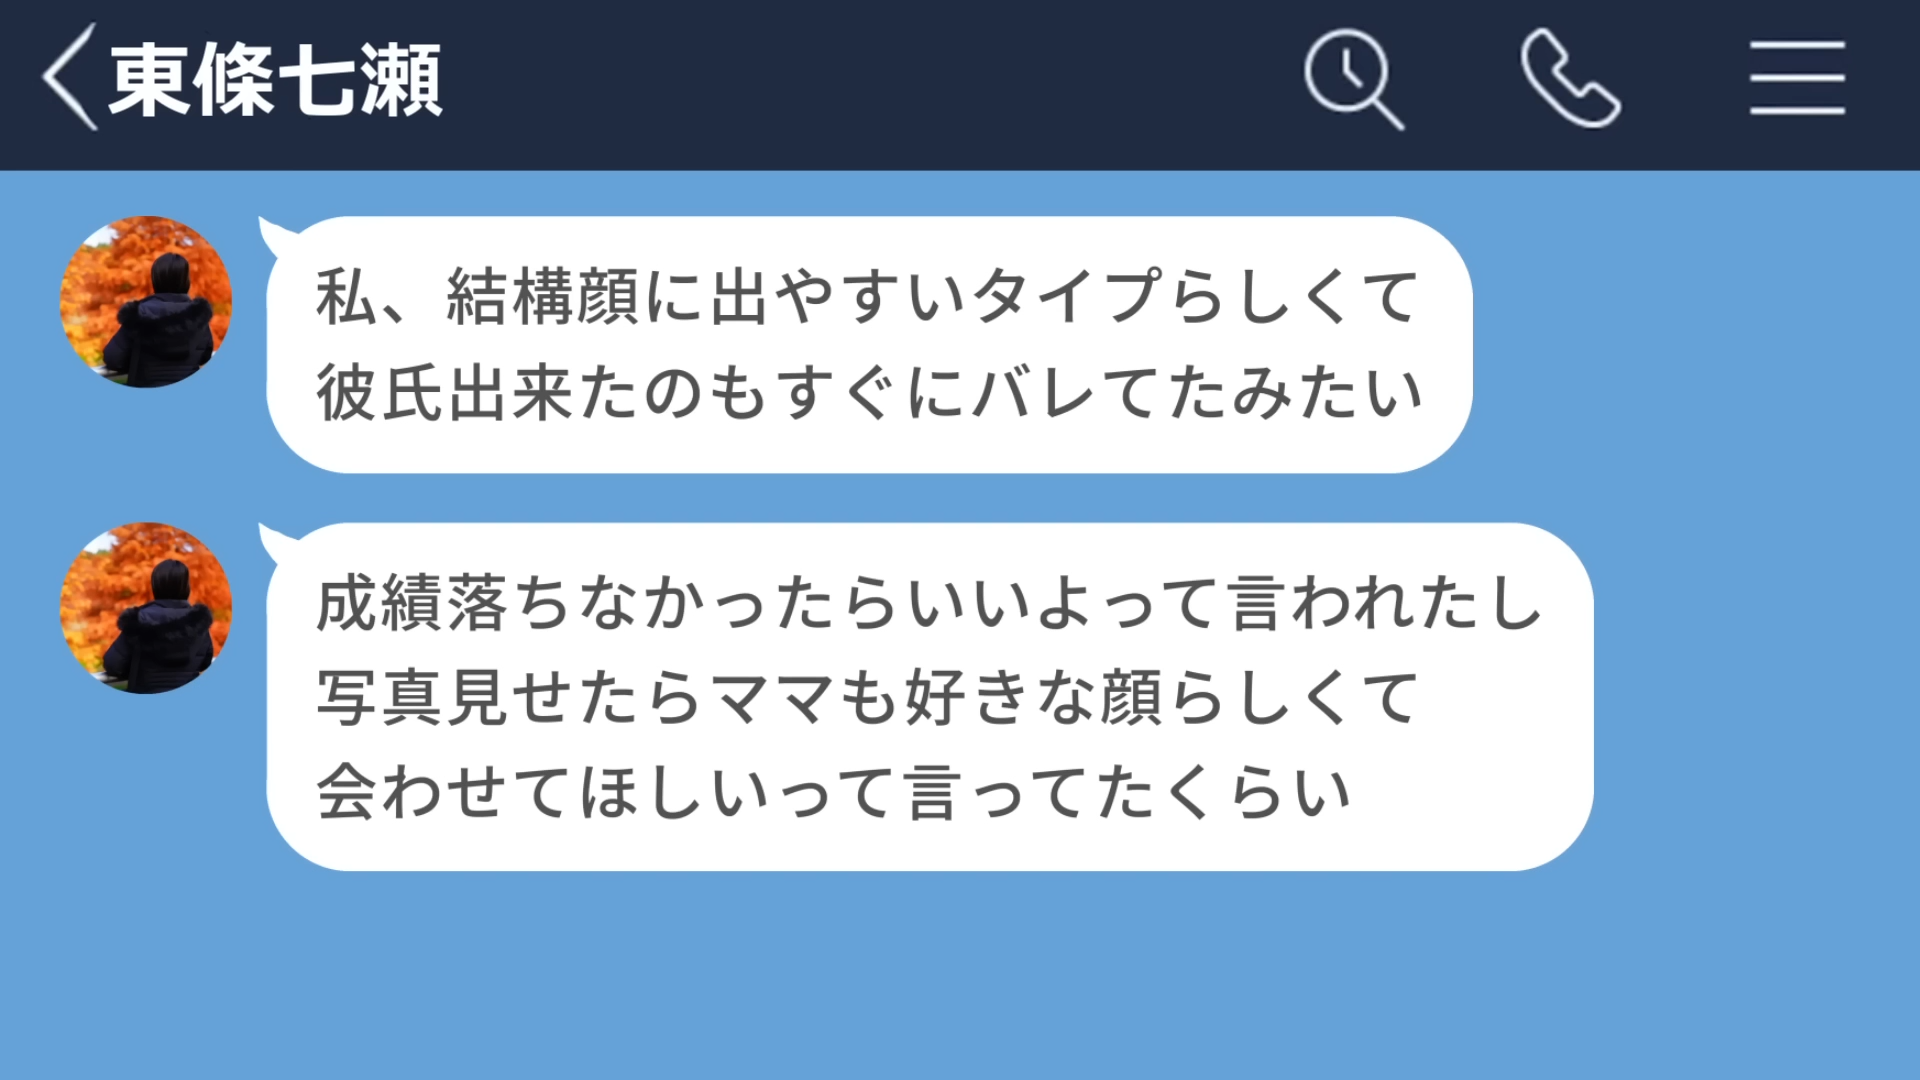 東條七瀬
私、結構顔に出やすいタイプらしくて
彼氏出来たのもすぐにバレてたみたい
成績落ちなかったらいいよって言われたし
写真見せたらママも好きな顔らしくて
会わせてほしいって言ってたくらい